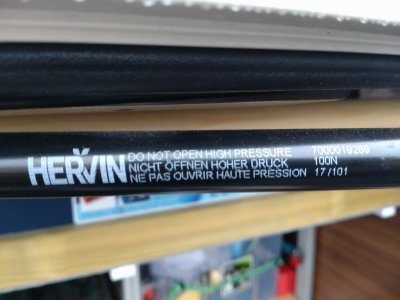 HERVIN
DO NOT OPEN HIGH PRESSURE 7000019289
NICHT ÖFFNEN HOHER DRUCK 100N
NE PAS OUVRIR HAUTE PRESSION 17/101